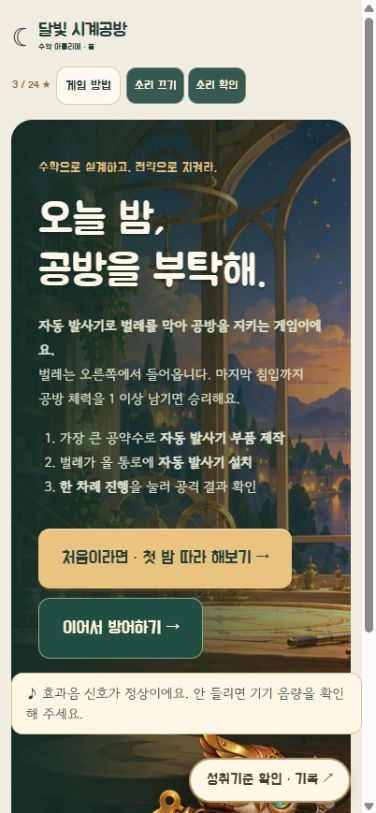 달빛 시계공방
수학 아틀리에 · 홈
3 / 24 ★
게임 방법
소리 끄기
소리 확인
수학으로 설계하고, 전략으로 지켜라.
오늘 밤,
공방을 부탁해.
자동 발사기로 벌레를 막아 공방을 지키는 게임이에
요.
벌레는 오른쪽에서 들어옵니다. 마지막 침입까지
공방 체력을 1 이상 남기면 승리해요.
1. 가장 큰 공약수로 자동 발사기 부품 제작
2. 벌레가 올 통로에 자동 발사기 설치
3. 한 차례 진행을 눌러 공격 결과 확인
처음이라면 · 첫 밤 따라 해보기 →
이어서 방어하기 →
♪ 효과음 신호가 정상이에요. 안 들리면 기기 음량을 확인
해 주세요.
성취기준 확인 · 기록 ↗